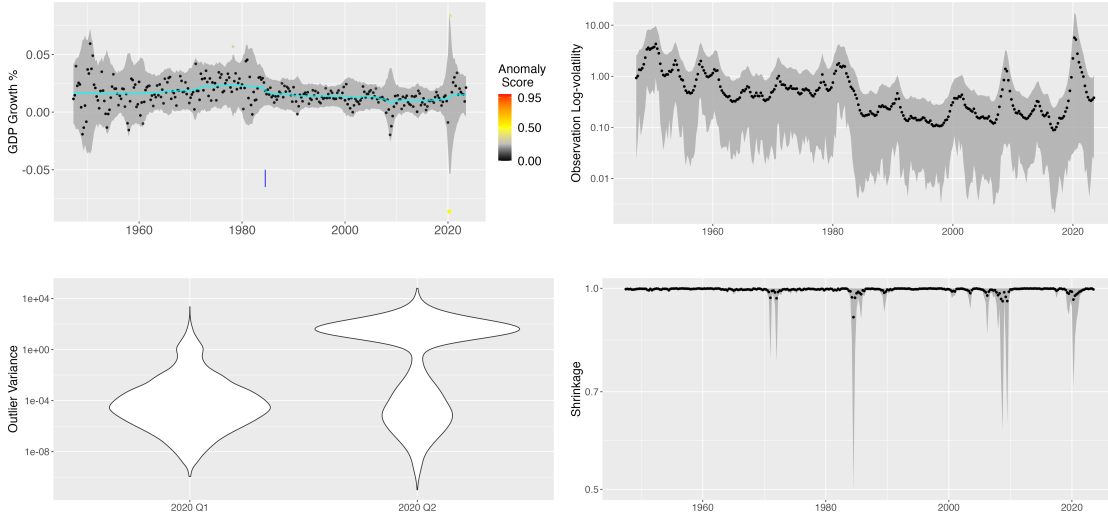 GDP Growth %
0.05
0.00
-0.05
1960
1980
2000
2020
Anomaly
Score
0.95
0.50
0.00
Observation Log-volatility
10.00
1.00
0.10
0.01
1960
1980
2000
2020
Outlier Variance
1e+04
1e+00
1e-04
1e-08
2020 Q1
2020 Q2
Shrinkage
1.0
0.7
0.5
1960
1980
2000
2020